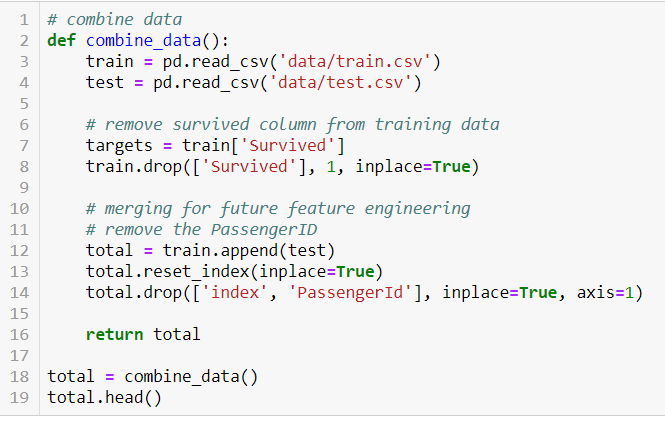 1 # combine data
2 def combine_data():
3     train = pd.read_csv('data/train.csv')
4     test = pd.read_csv('data/test.csv')
5
6     # remove survived column from training data
7     targets = train['Survived']
8     train.drop(['Survived'], 1, inplace=True)
9
10     # merging for future feature engineering
11     # remove the PassengerID
12     total = train.append(test)
13     total.reset_index(inplace=True)
14     total.drop(['index', 'PassengerId'], inplace=True, axis=1)
15
16     return total
17
18 total = combine_data()
19 total.head()